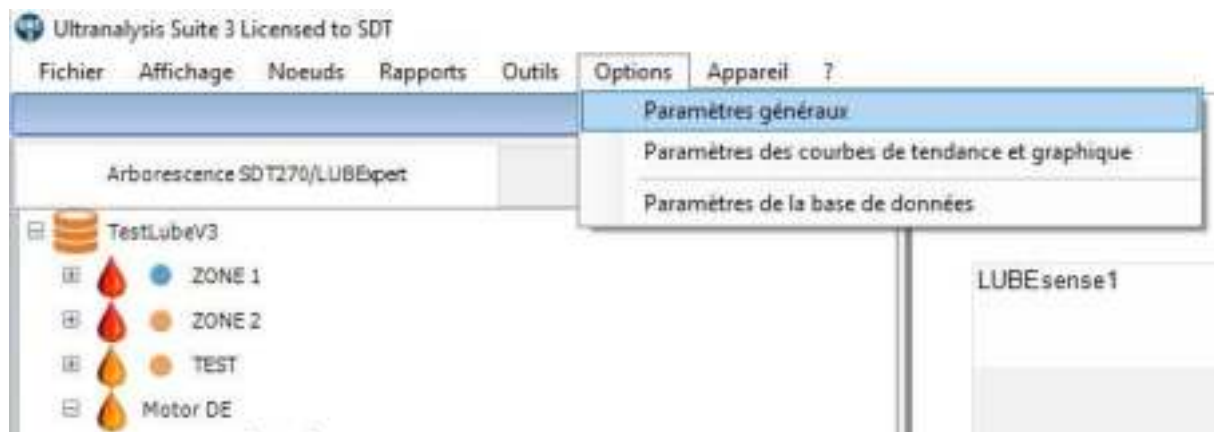 Ultranalysis Suite 3 Licensed to SDT
Fichier Affichage Noeuds Rapports Outils Options Appareil ?
Paramètres généraux
Paramètres des courbes de tendance et graphique
Paramètres de la base de données
Arborescence SDT270/LUBExpert
TestLubeV3
ZONE 1
ZONE 2
TEST
Motor DE
LUBEsense1